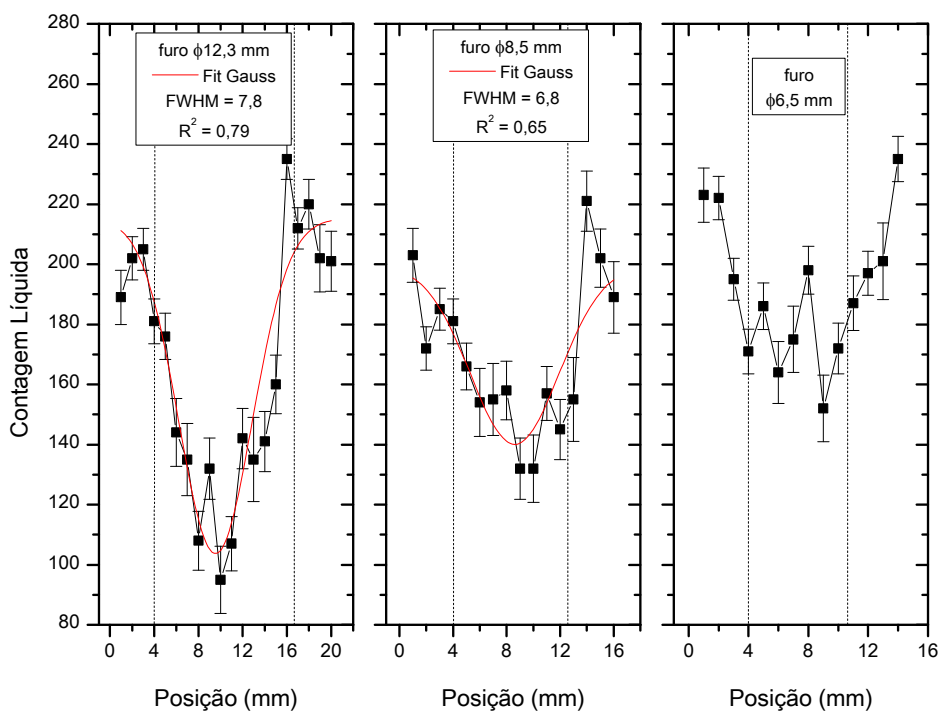 Contagem Líquida
280
260
240
220
200
180
160
140
120
100
80
furo ϕ12,3 mm
Fit Gauss
FWHM = 7,8
R² = 0,79
0 4 8 12 16 20
Posição (mm)
furo ϕ8,5 mm
Fit Gauss
FWHM = 6,8
R² = 0,65
0 4 8 12 16
Posição (mm)
furo
ϕ6,5 mm
0 4 8 12 16
Posição (mm)